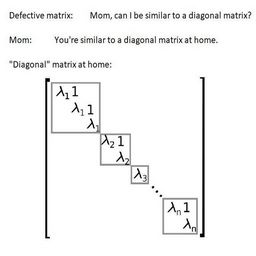 Defective matrix: Mom, can I be similar to a diagonal matrix?
Mom: You're similar to a diagonal matrix at home.
"Diagonal" matrix at home:
λ₁ 1
λ₁ 1
λ₁
λ₂ 1
λ₂
λ₃
⋱
λₙ 1
λₙ